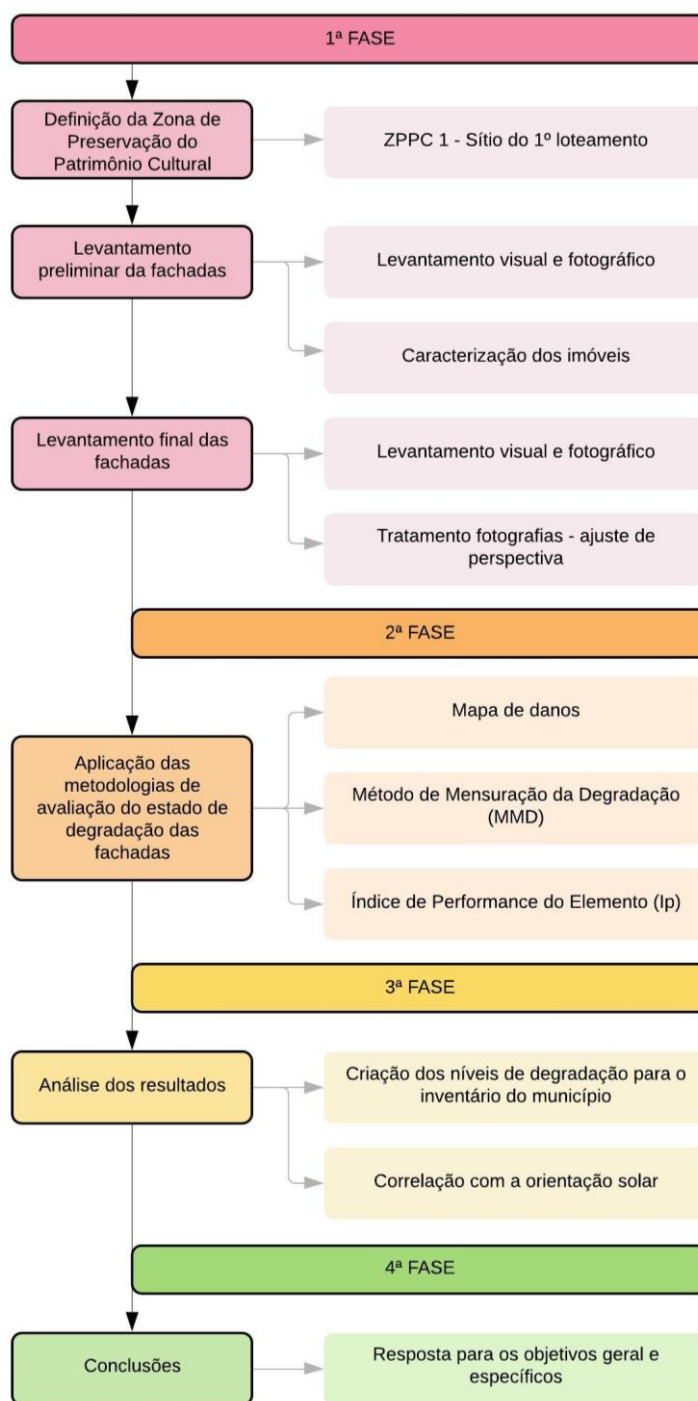 1ª FASE
Definição da Zona de
Preservação do
Patrimônio Cultural
ZPPC 1 - Sítio do 1º loteamento
Levantamento
preliminar da fachadas
Levantamento visual e fotográfico
Caracterização dos imóveis
Levantamento final das
fachadas
Levantamento visual e fotográfico
Tratamento fotografias - ajuste de
perspectiva
2ª FASE
Aplicação das
metodologias de
avaliação do estado de
degradação das
fachadas
Mapa de danos
Método de Mensuração da Degradação
(MMD)
Índice de Performance do Elemento (Ip)
3ª FASE
Análise dos resultados
Criação dos níveis de degradação para o
inventário do município
Correlação com a orientação solar
4ª FASE
Conclusões
Resposta para os objetivos geral e
específicos